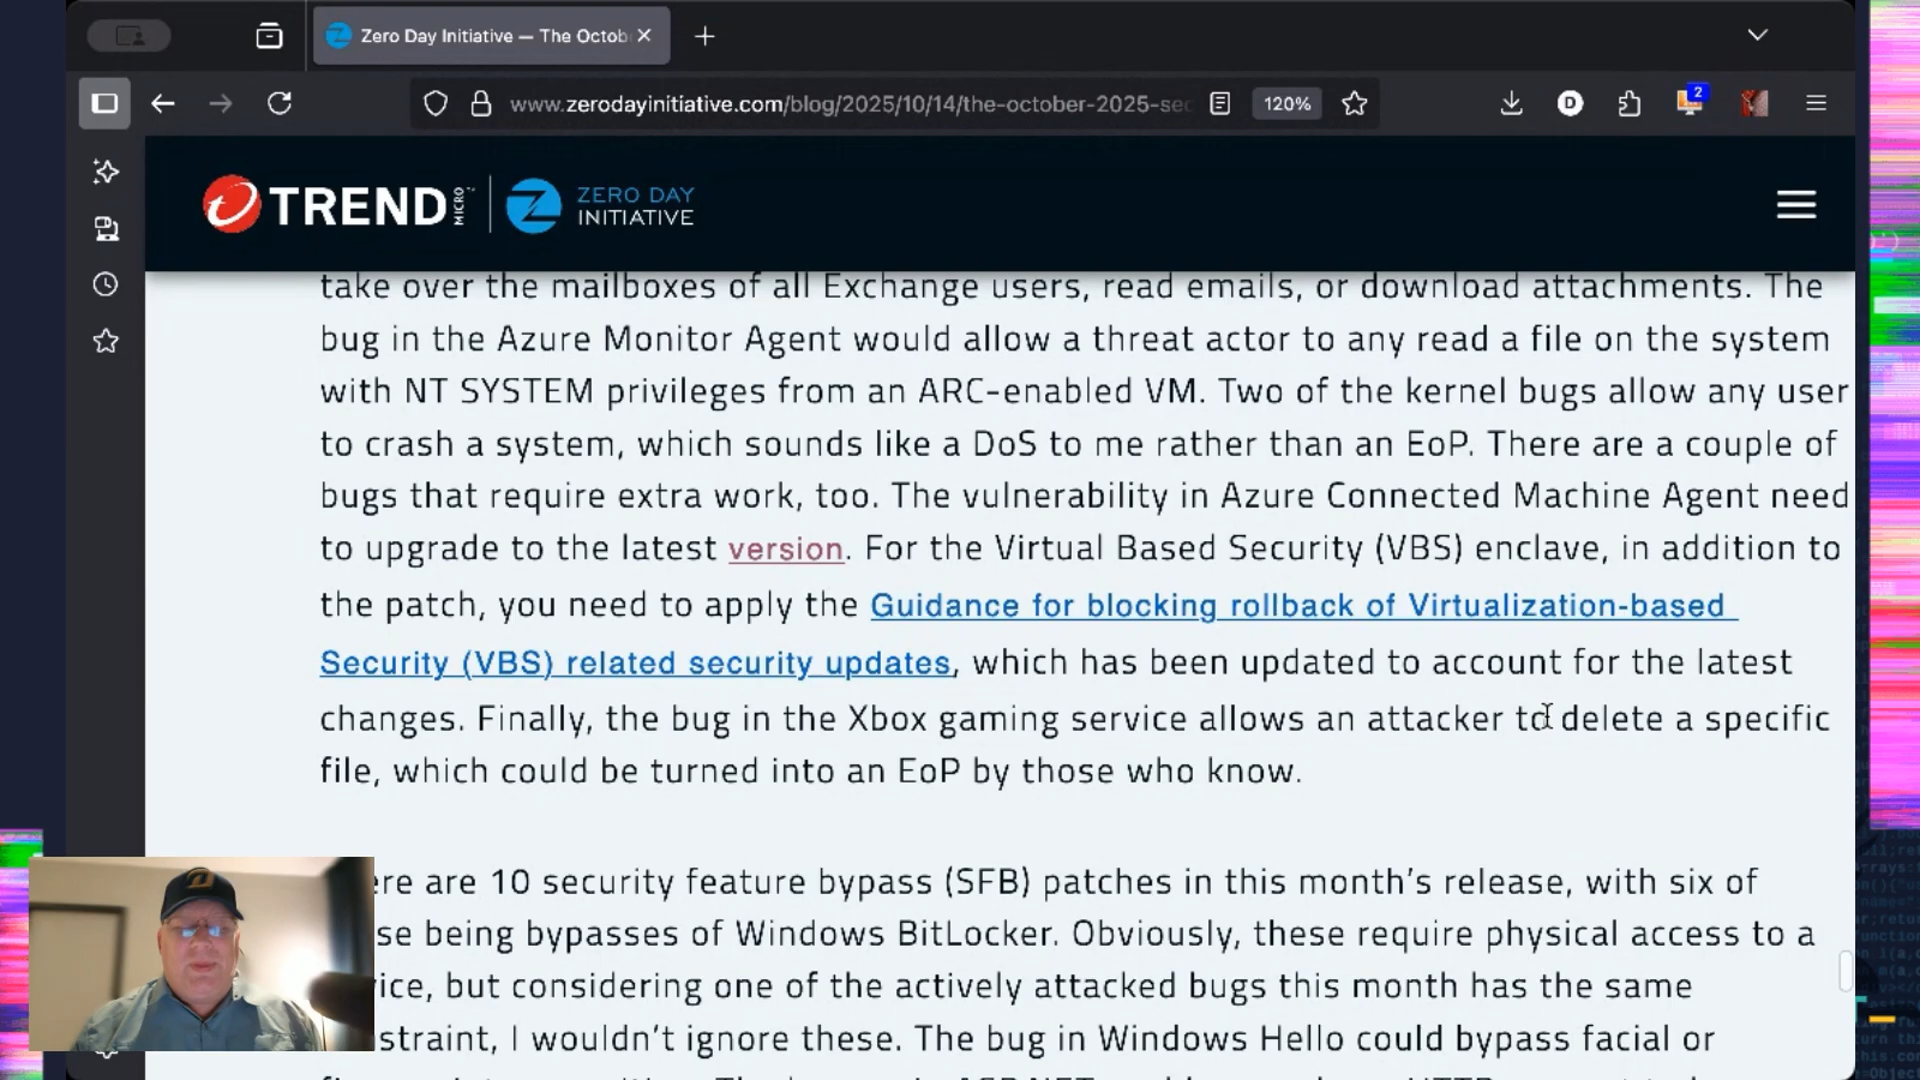 Zero Day Initiative — The Octob
www.zerodayinitiative.com/blog/2025/10/14/the-october-2025-sec
120%
D
2
TREND MICRO
ZERO DAY
INITIATIVE
take over the mailboxes of all Exchange users, read emails, or download attachments. The
bug in the Azure Monitor Agent would allow a threat actor to any read a file on the system
with NT SYSTEM privileges from an ARC-enabled VM. Two of the kernel bugs allow any user
to crash a system, which sounds like a DoS to me rather than an EoP. There are a couple of
bugs that require extra work, too. The vulnerability in Azure Connected Machine Agent need
to upgrade to the latest version. For the Virtual Based Security (VBS) enclave, in addition to
the patch, you need to apply the Guidance for blocking rollback of Virtualization-based
Security (VBS) related security updates, which has been updated to account for the latest
changes. Finally, the bug in the Xbox gaming service allows an attacker to delete a specific
file, which could be turned into an EoP by those who know.
ere are 10 security feature bypass (SFB) patches in this month's release, with six of
se being bypasses of Windows BitLocker. Obviously, these require physical access to a
ice, but considering one of the actively attacked bugs this month has the same
straint, I wouldn't ignore these. The bug in Windows Hello could bypass facial or